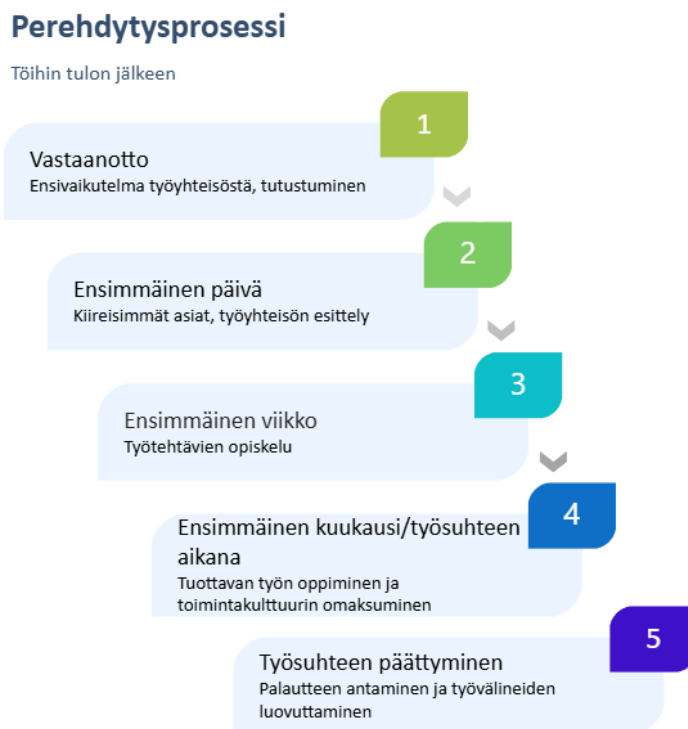 Perehdytysprosessi
Töihin tulon jälkeen
1
Vastaanotto
Ensivaikutelma työyhteisöstä, tutustuminen
2
Ensimmäinen päivä
Kiireisimmät asiat, työyhteisön esittely
3
Ensimmäinen viikko
Työtehtävien opiskelu
4
Ensimmäinen kuukausi/työsuhteen
aikana
Tuottavan työn oppiminen ja
toimintakulttuurin omaksuminen
5
Työsuhteen päättyminen
Palautteen antaminen ja työvälineiden
luovuttaminen